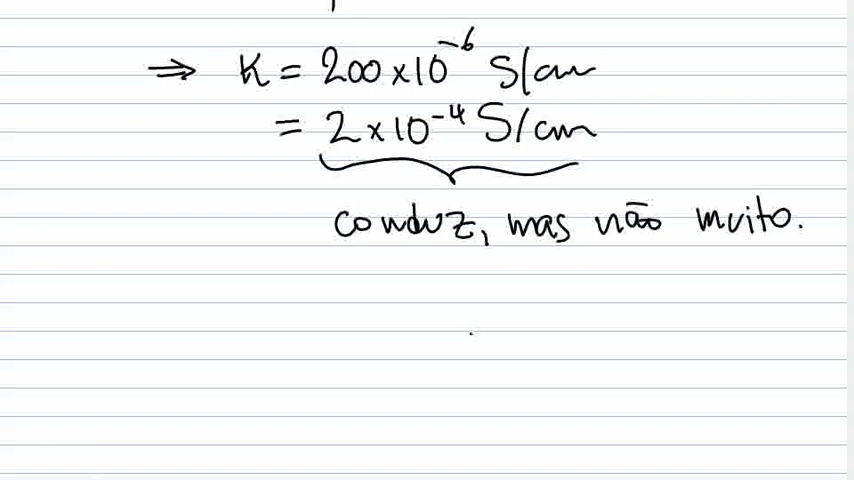 ⇒ K = 200 × 10⁻⁶ S/cm
= 2 × 10⁻⁴ S/cm
conduz, mas não muito.